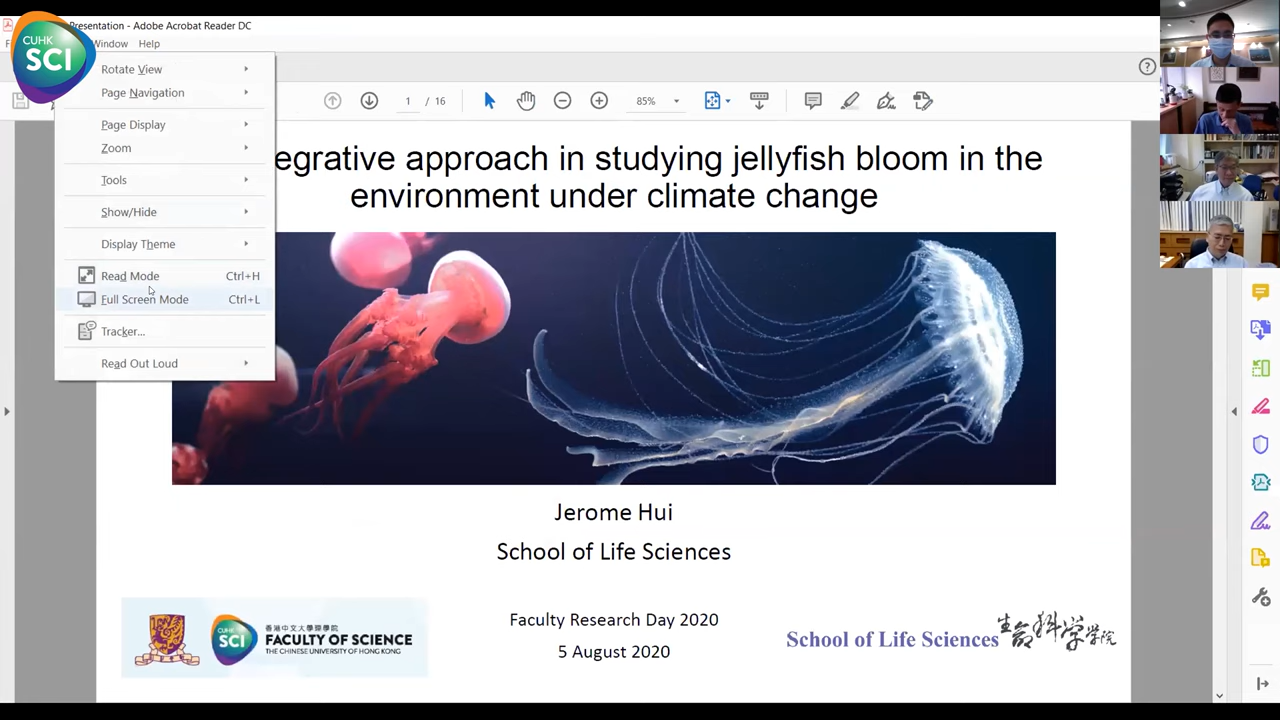 Presentation - Adobe Acrobat Reader DC
Window Help
CUHK
SCI
Rotate View
Page Navigation
Page Display
Zoom
Tools
Show/Hide
Display Theme
Read Mode Ctrl+H
Full Screen Mode Ctrl+L
Tracker...
Read Out Loud
1 / 16
85%
egrative approach in studying jellyfish bloom in the
environment under climate change
Jerome Hui
School of Life Sciences
Faculty Research Day 2020
5 August 2020
CUHK
SCI
香港中文大學理學院
FACULTY OF SCIENCE
THE CHINESE UNIVERSITY OF HONG KONG
School of Life Sciences 生命科學學院